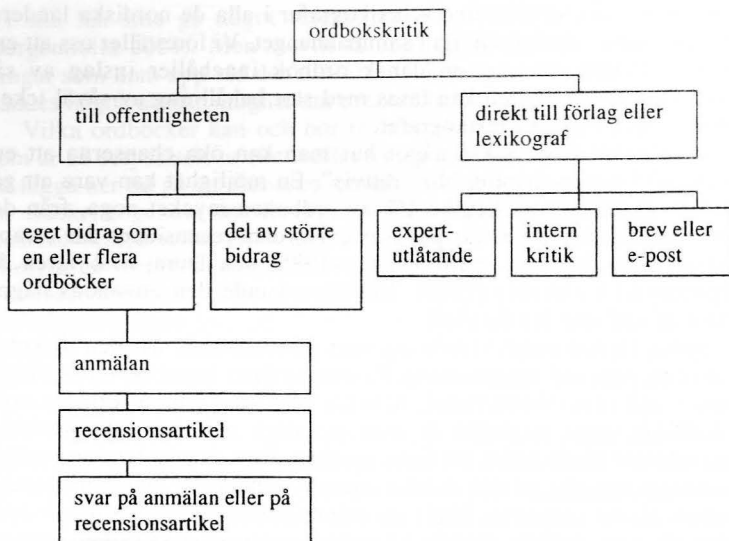 ordbokskritik
till offentligheten
direkt till förlag eller
lexikograf
eget bidrag om
en eller flera
ordböcker
del av större
bidrag
expert-
utlåtande
intern
kritik
brev eller
e-post
anmälan
recensionsartikel
svar på anmälan eller på
recensionsartikel